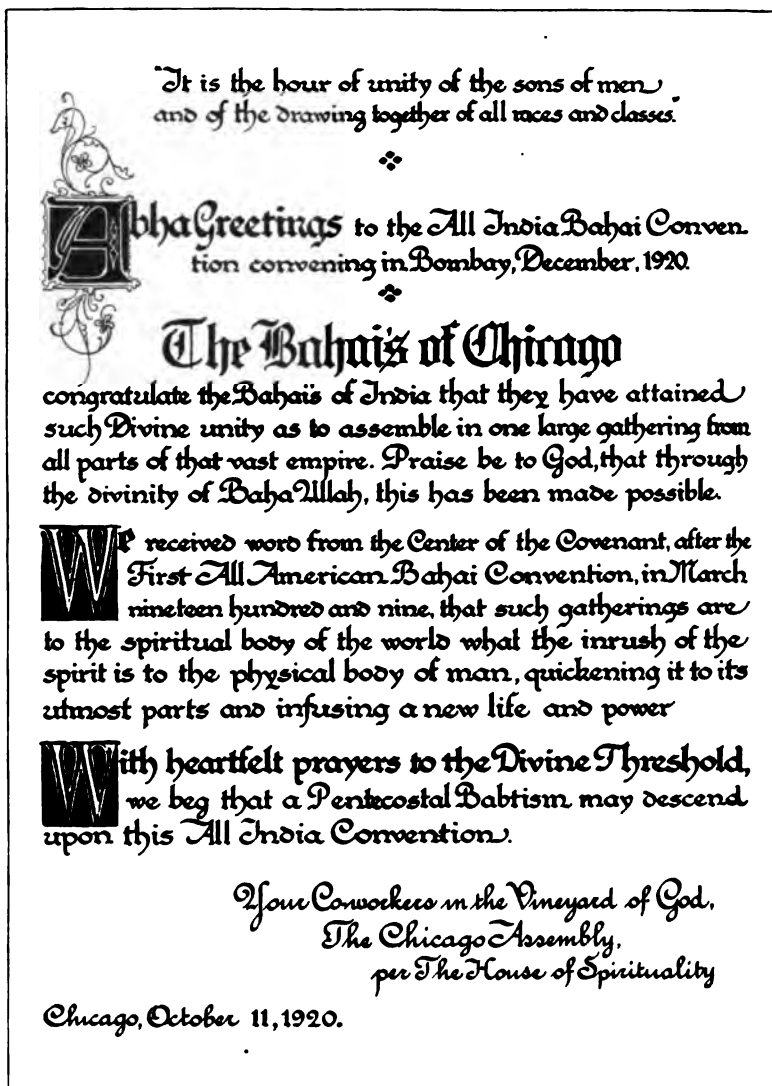 "It is the hour of unity of the sons of men
and of the drawing together of all races and classes."
Abha Greetings to the All India Bahai Conven
tion convening in Bombay, December, 1920.
The Bahai's of Chicago
congratulate the Bahai's of India that they have attained
such Divine unity as to assemble in one large gathering from
all parts of that vast empire. Praise be to God, that through
the divinity of Baha'Ullah, this has been made possible.
We received word from the Center of the Covenant, after the
First All American Bahai Convention, in March
nineteen hundred and nine, that such gatherings are
to the spiritual body of the world what the inrush of the
spirit is to the physical body of man, quickening it to its
utmost parts and infusing a new life and power
With heartfelt prayers to the Divine Threshold,
we beg that a Pentecostal Babtism may descend
upon this All India Convention.
Your Coworkers in the Vineyard of God,
The Chicago Assembly,
per The House of Spirituality
Chicago, October 11, 1920.